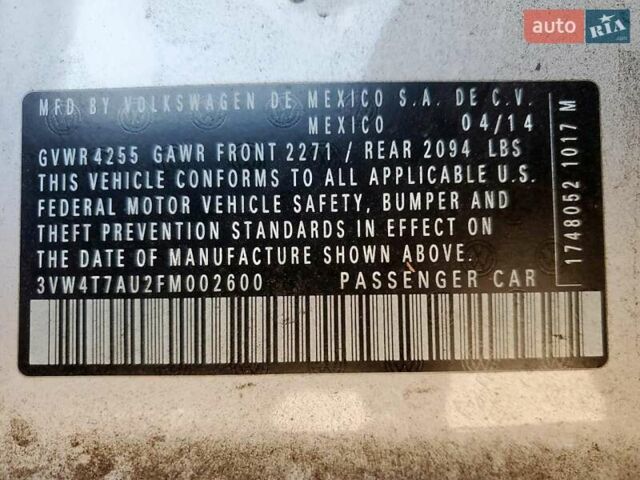 auto RIA
MFD BY VOLKSWAGEN DE MEXICO S.A. DE C.V.
MEXICO 04/14
GVWR 4255 GAWR FRONT 2271 / REAR 2094 LBS
THIS VEHICLE CONFORMS TO ALL APPLICABLE U.S.
FEDERAL MOTOR VEHICLE SAFETY, BUMPER AND
THEFT PREVENTION STANDARDS IN EFFECT ON
THE DATE OF MANUFACTURE SHOWN ABOVE.
3VW4T7AU2FM002600 PASSENGER CAR
1748052 1017 M